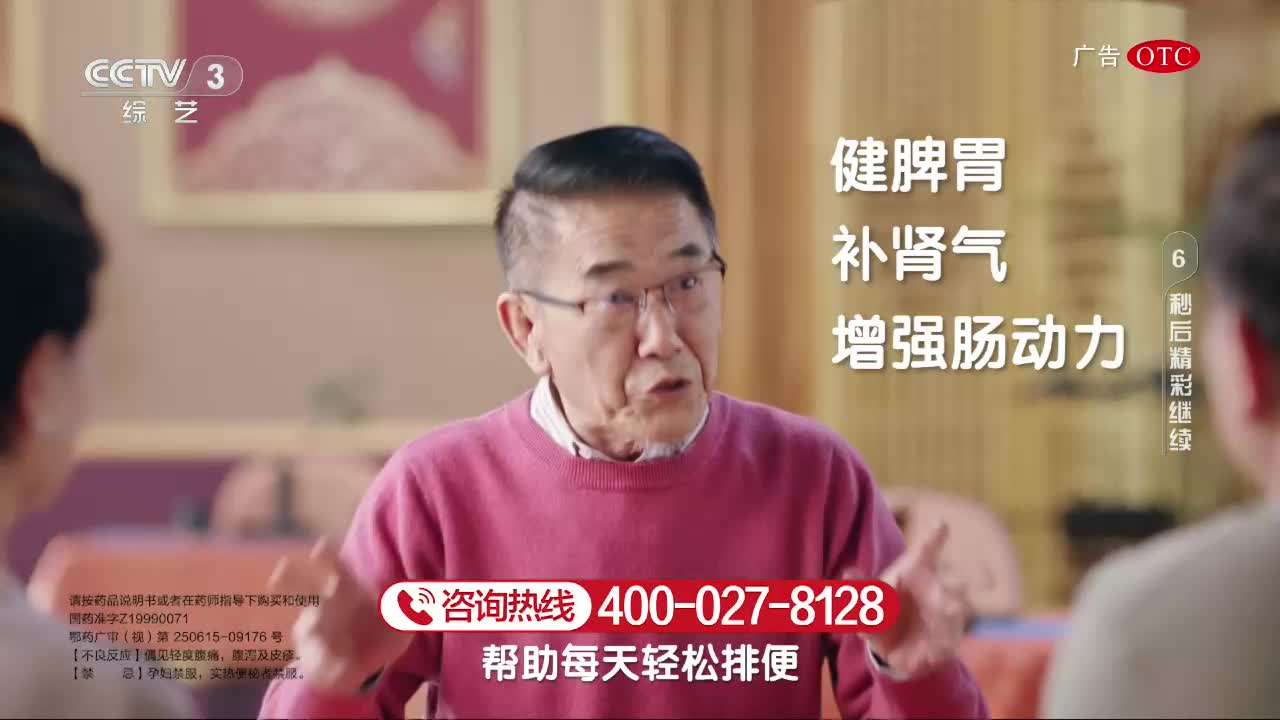 CCTV 3
综艺
广告 OTC
健脾胃
补肾气
增强肠动力
6秒后精彩继续
咨询热线 400-027-8128
帮助每天轻松排便
请按药品说明书或者在药师指导下购买和使用
国药准字Z19990071
鄂药广审（视）第 250615-09176 号
【不良反应】偶见轻度腹痛，腹泻及皮疹。
【禁　　忌】孕妇禁服，实热便秘者禁服。